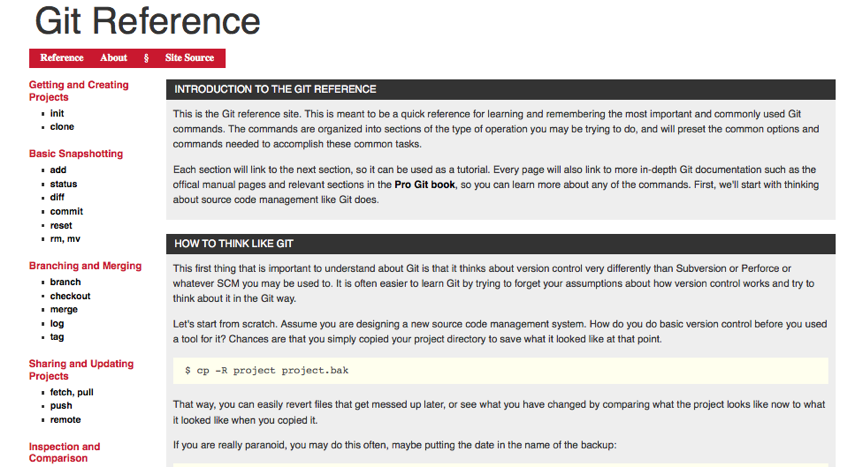 Git Reference
Reference About § Site Source
Getting and Creating
Projects
init
clone
Basic Snapshotting
add
status
diff
commit
reset
rm, mv
Branching and Merging
branch
checkout
merge
log
tag
Sharing and Updating
Projects
fetch, pull
push
remote
Inspection and
Comparison
INTRODUCTION TO THE GIT REFERENCE
This is the Git reference site. This is meant to be a quick reference for learning and remembering the most important and commonly used Git
commands. The commands are organized into sections of the type of operation you may be trying to do, and will preset the common options and
commands needed to accomplish these common tasks.
Each section will link to the next section, so it can be used as a tutorial. Every page will also link to more in-depth Git documentation such as the
offical manual pages and relevant sections in the Pro Git book, so you can learn more about any of the commands. First, we'll start with thinking
about source code management like Git does.
HOW TO THINK LIKE GIT
This first thing that is important to understand about Git is that it thinks about version control very differently than Subversion or Perforce or
whatever SCM you may be used to. It is often easier to learn Git by trying to forget your assumptions about how version control works and try to
think about it in the Git way.
Let's start from scratch. Assume you are designing a new source code management system. How do you do basic version control before you used
a tool for it? Chances are that you simply copied your project directory to save what it looked like at that point.
$ cp -R project project.bak
That way, you can easily revert files that get messed up later, or see what you have changed by comparing what the project looks like now to what
it looked like when you copied it.
If you are really paranoid, you may do this often, maybe putting the date in the name of the backup: